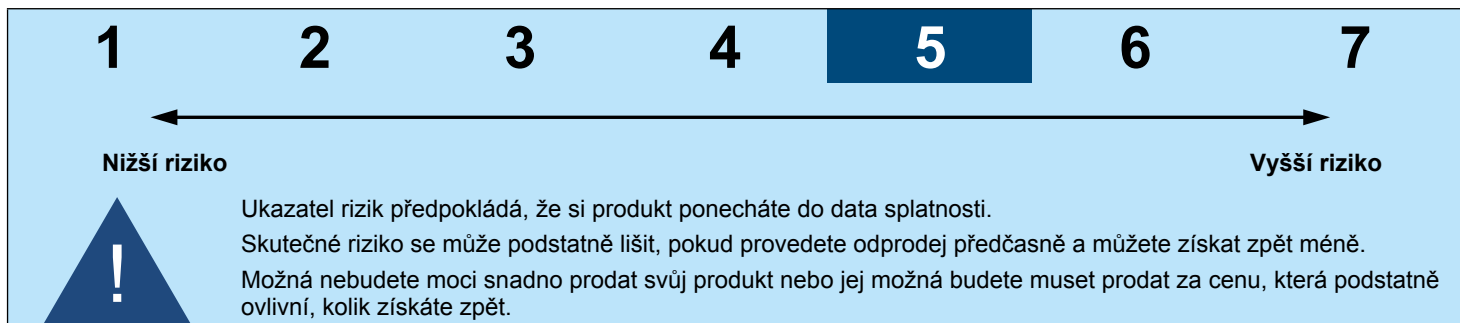 1 2 3 4 5 6 7
Nižší riziko Vyšší riziko
!
Ukazatel rizik předpokládá, že si produkt ponecháte do data splatnosti.
Skutečné riziko se může podstatně lišit, pokud provedete odprodej předčasně a můžete získat zpět méně.
Možná nebudete moci snadno prodat svůj produkt nebo jej možná budete muset prodat za cenu, která podstatně
ovlivní, kolik získáte zpět.